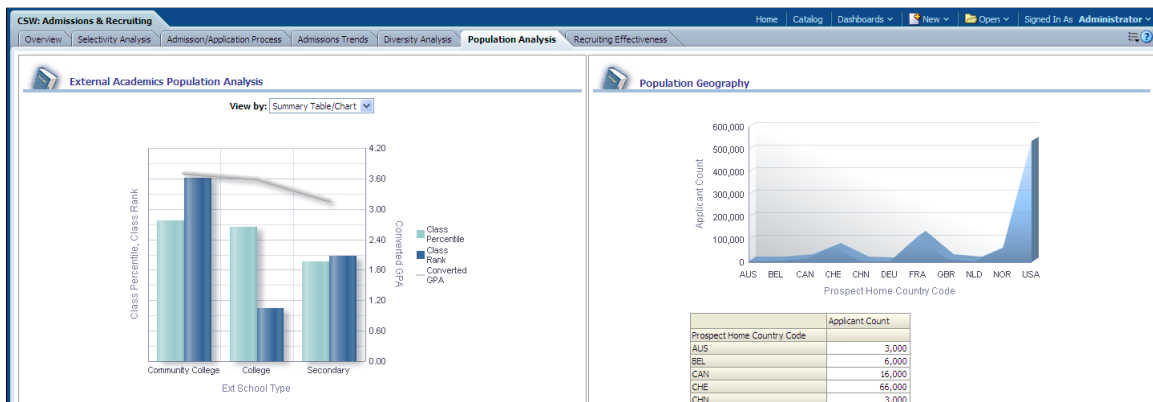 CSW: Admissions & Recruiting
Home Catalog Dashboards New Open Signed In As Administrator
Overview Selectivity Analysis Admission/Application Process Admissions Trends Diversity Analysis Population Analysis Recruiting Effectiveness
External Academics Population Analysis
View by: Summary Table/Chart
4.20
3.60
3.00
2.40
1.80
1.20
0.60
0.00
Class Percentile, Class Rank
Converted GPA
Class
Percentile
Class
Rank
Converted
GPA
Community College College Secondary
Ext School Type
Population Geography
600,000
500,000
400,000
300,000
200,000
100,000
0
Applicant Count
AUS BEL CAN CHE CHN DEU FRA GBR NLD NOR USA
Prospect Home Country Code
Applicant Count
Prospect Home Country Code
AUS 3,000
BEL 6,000
CAN 16,000
CHE 66,000
CHN 3,000